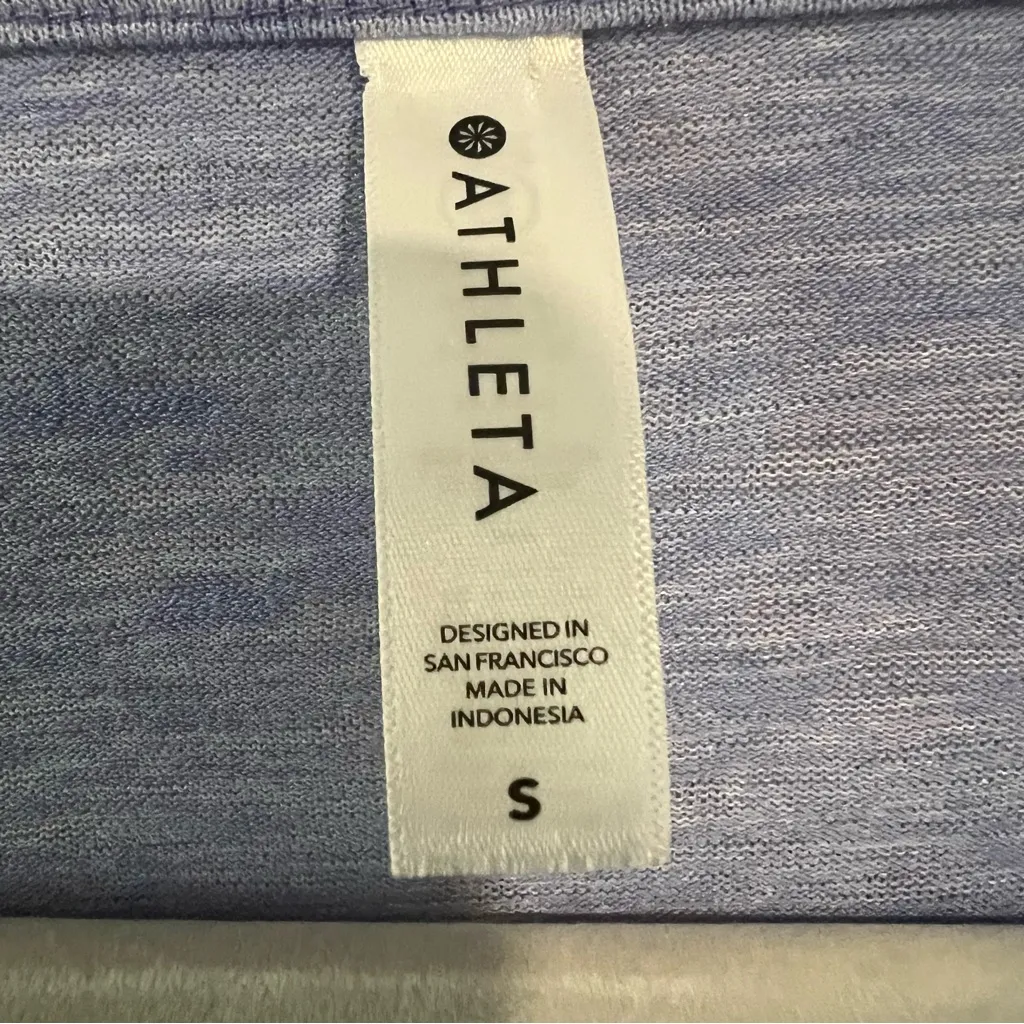 ATHLETA
DESIGNED IN
SAN FRANCISCO
MADE IN
INDONESIA
S